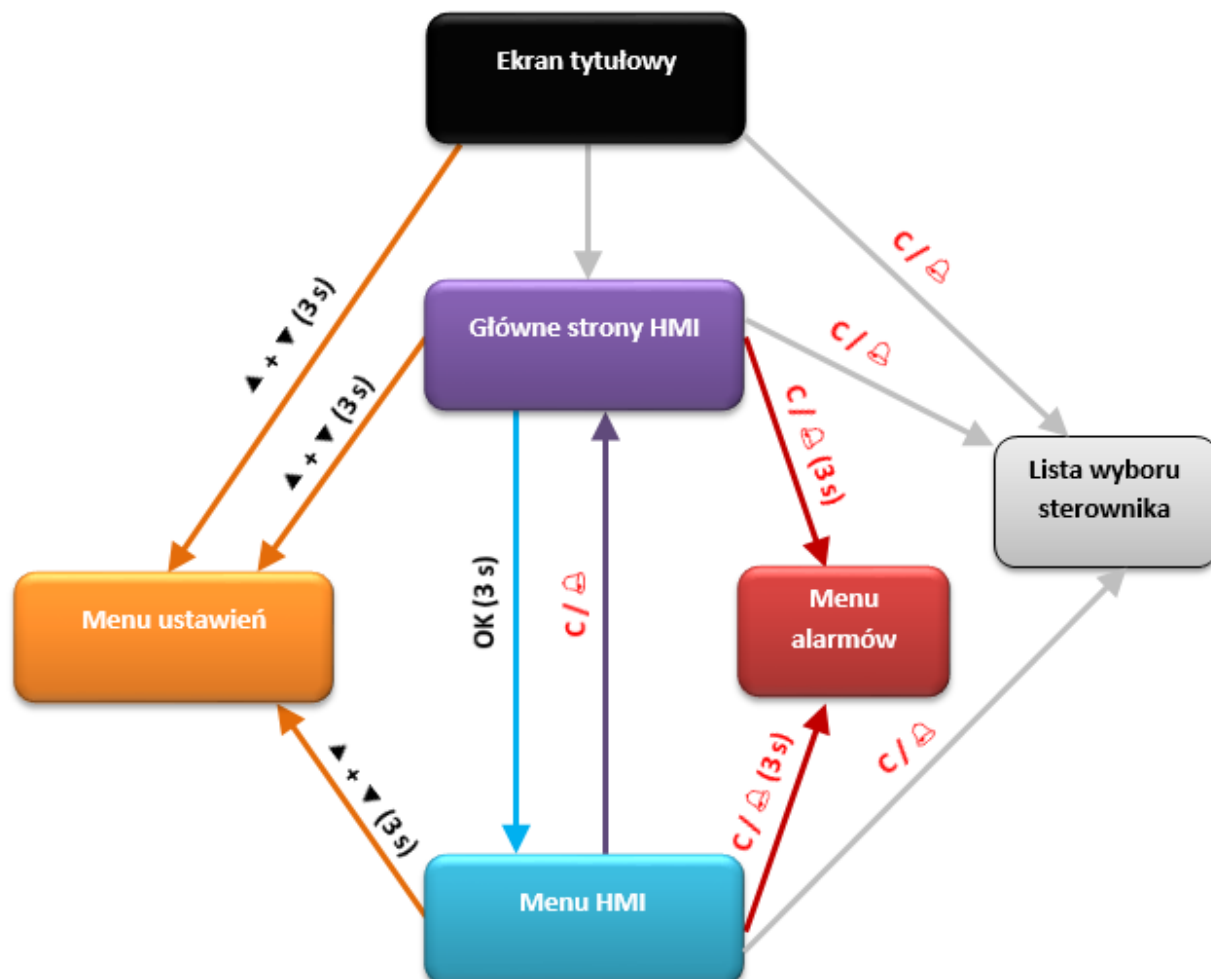 Ekran tytułowy
C / 🔔
▲ + ▼ (3 s)
Główne strony HMI
C / 🔔
▲ + ▼ (3 s)
C / 🔔 (3 s)
Lista wyboru
sterownika
OK (3 s)
C / 🔔
Menu ustawień
Menu
alarmów
▲ + ▼ (3 s)
C / 🔔 (3 s)
C / 🔔
Menu HMI